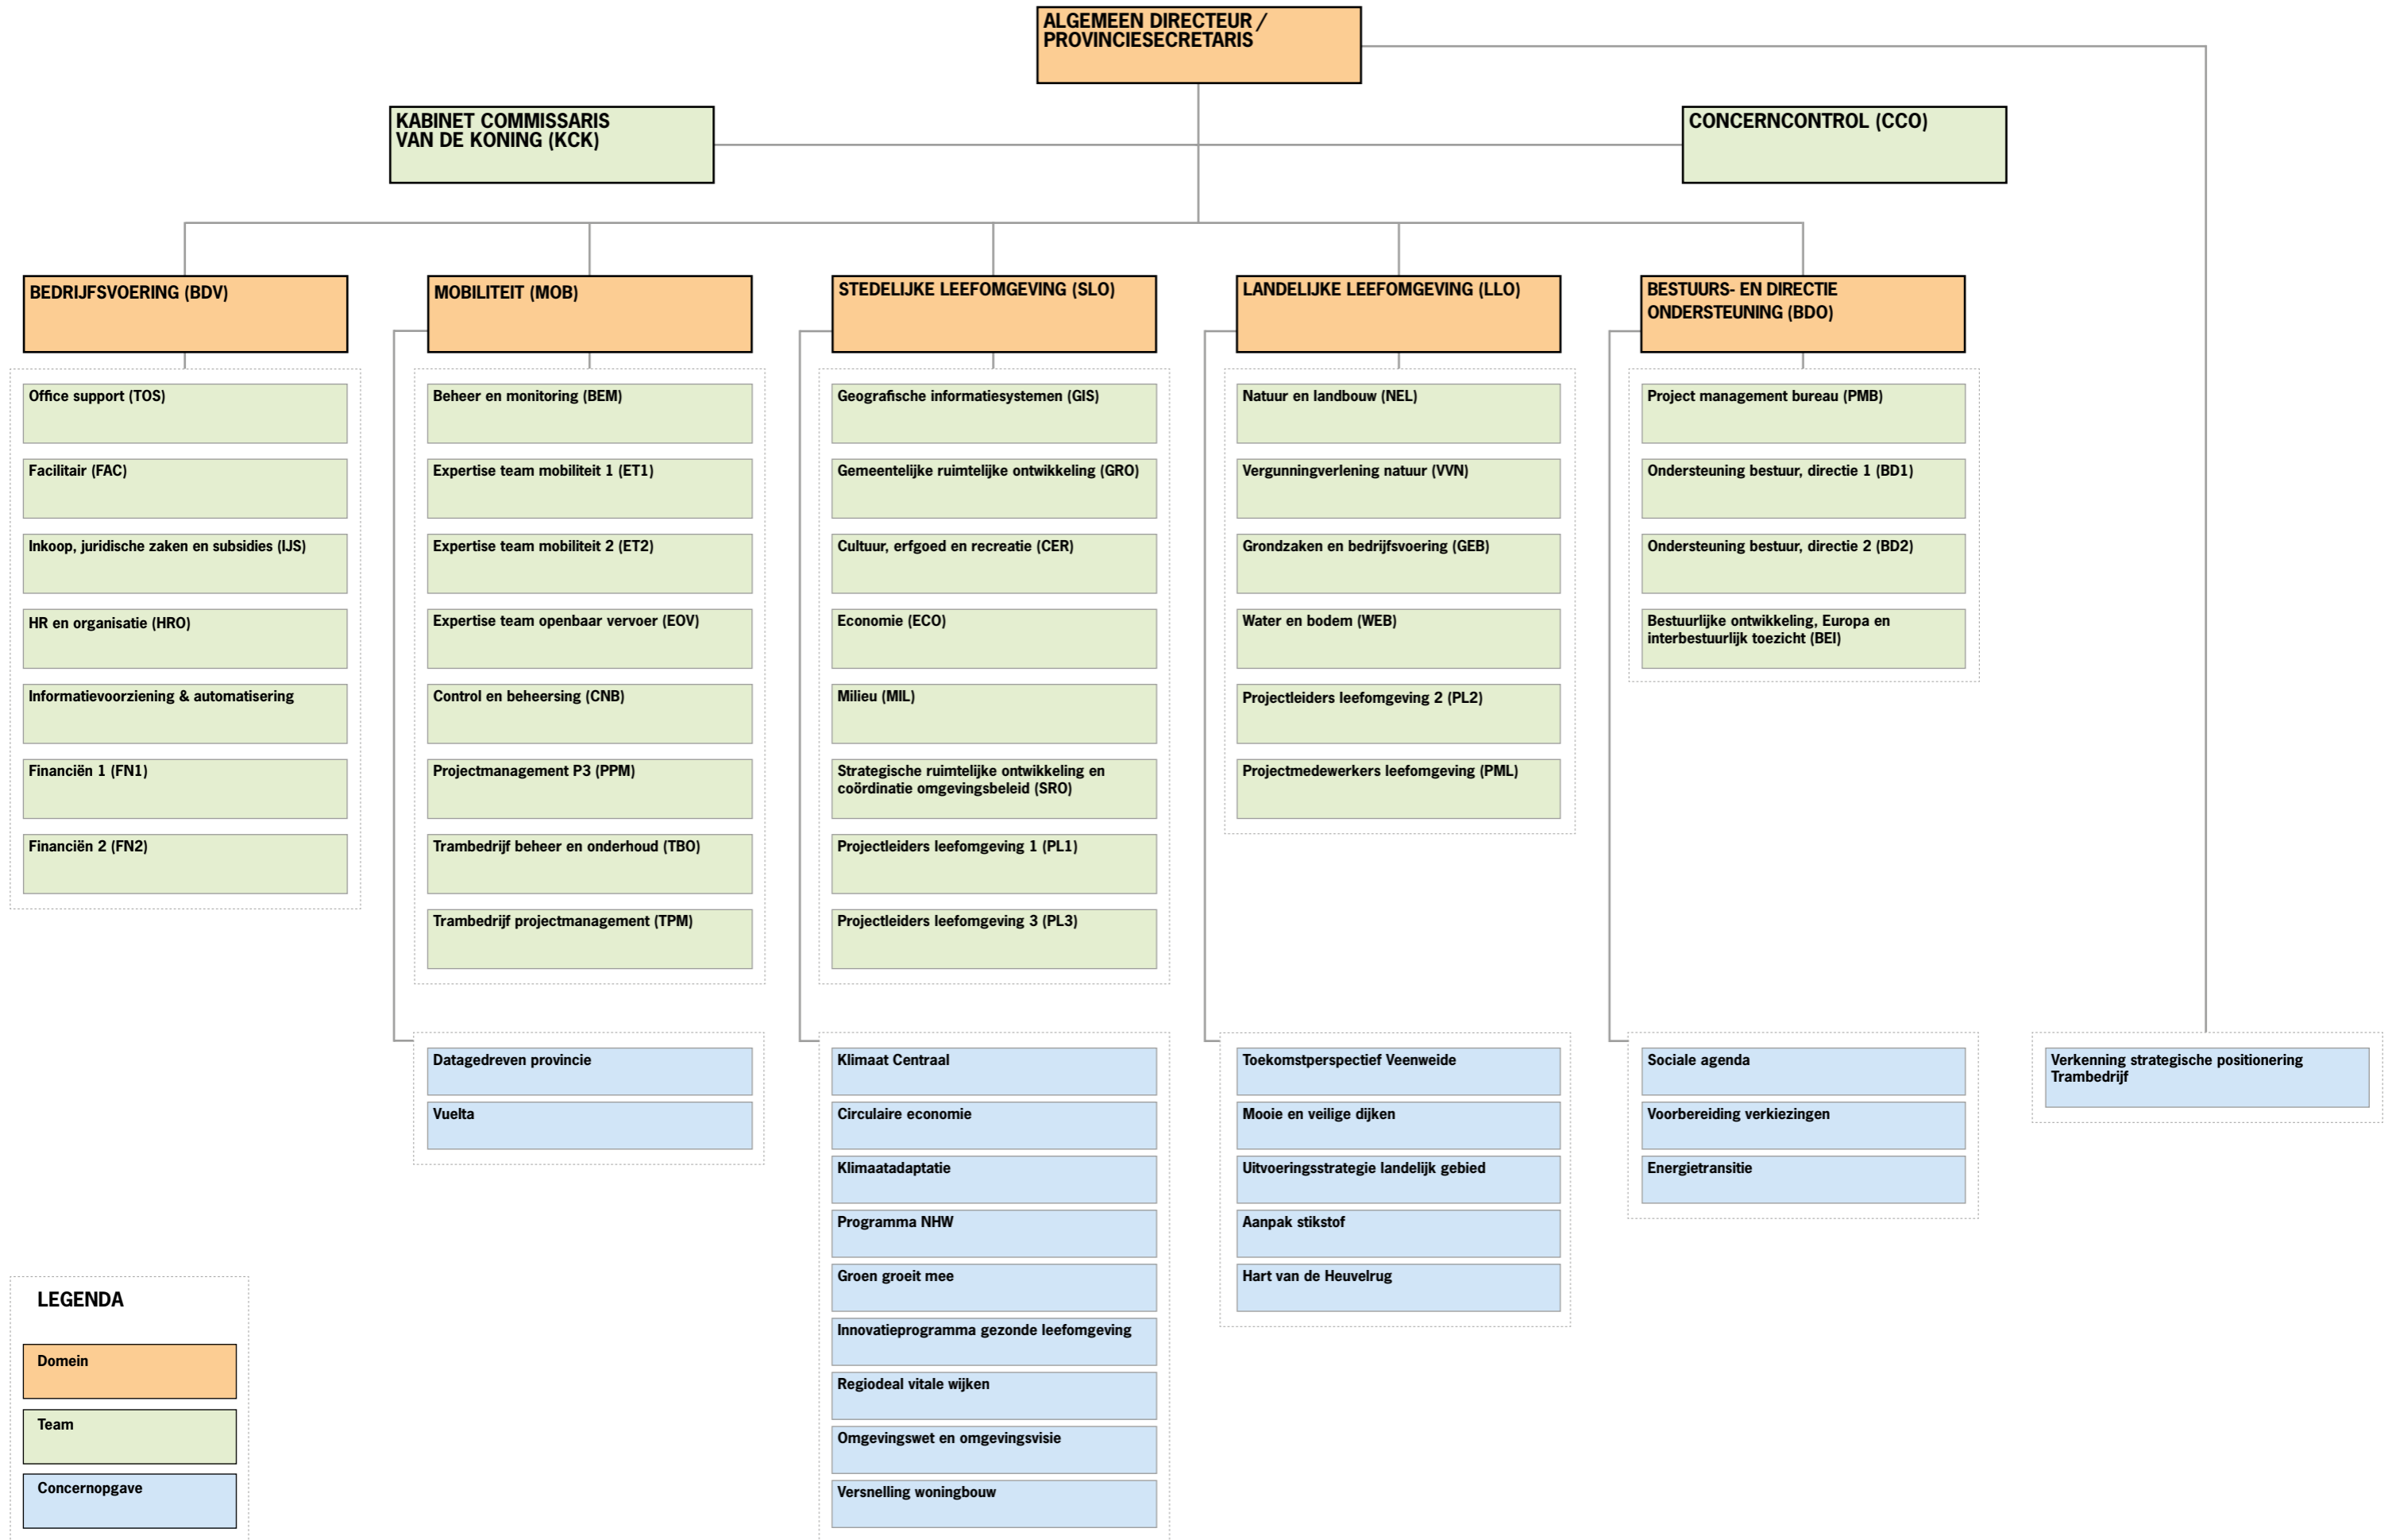 ALGEMEEN DIRECTEUR /
PROVINCIESECRETARIS
KABINET COMMISSARIS
VAN DE KONING (KCK)
CONCERNCONTROL (CCO)
BEDRIJFSVOERING (BDV)
Office support (TOS)
Facilitair (FAC)
Inkoop, juridische zaken en subsidies (IJS)
HR en organisatie (HRO)
Informatievoorziening & automatisering
Financiën 1 (FN1)
Financiën 2 (FN2)
MOBILITEIT (MOB)
Beheer en monitoring (BEM)
Expertise team mobiliteit 1 (ET1)
Expertise team mobiliteit 2 (ET2)
Expertise team openbaar vervoer (EOV)
Control en beheersing (CNB)
Projectmanagement P3 (PPM)
Trambedrijf beheer en onderhoud (TBO)
Trambedrijf projectmanagement (TPM)
Datagedreven provincie
Vuelta
STEDELIJKE LEEFOMGEVING (SLO)
Geografische informatiesystemen (GIS)
Gemeentelijke ruimtelijke ontwikkeling (GRO)
Cultuur, erfgoed en recreatie (CER)
Economie (ECO)
Milieu (MIL)
Strategische ruimtelijke ontwikkeling en
coördinatie omgevingsbeleid (SRO)
Projectleiders leefomgeving 1 (PL1)
Projectleiders leefomgeving 3 (PL3)
Klimaat Centraal
Circulaire economie
Klimaatadaptatie
Programma NHW
Groen groeit mee
Innovatieprogramma gezonde leefomgeving
Regiodeal vitale wijken
Omgevingswet en omgevingsvisie
Versnelling woningbouw
LANDELIJKE LEEFOMGEVING (LLO)
Natuur en landbouw (NEL)
Vergunningverlening natuur (VVN)
Grondzaken en bedrijfsvoering (GEB)
Water en bodem (WEB)
Projectleiders leefomgeving 2 (PL2)
Projectmedewerkers leefomgeving (PML)
Toekomstperspectief Veenweide
Mooie en veilige dijken
Uitvoeringsstrategie landelijk gebied
Aanpak stikstof
Hart van de Heuvelrug
BESTUURS- EN DIRECTIE
ONDERSTEUNING (BDO)
Project management bureau (PMB)
Ondersteuning bestuur, directie 1 (BD1)
Ondersteuning bestuur, directie 2 (BD2)
Bestuurlijke ontwikkeling, Europa en
interbestuurlijk toezicht (BEI)
Sociale agenda
Voorbereiding verkiezingen
Energietransitie
Verkenning strategische positionering
Trambedrijf
LEGENDA
Domein
Team
Concernopgave